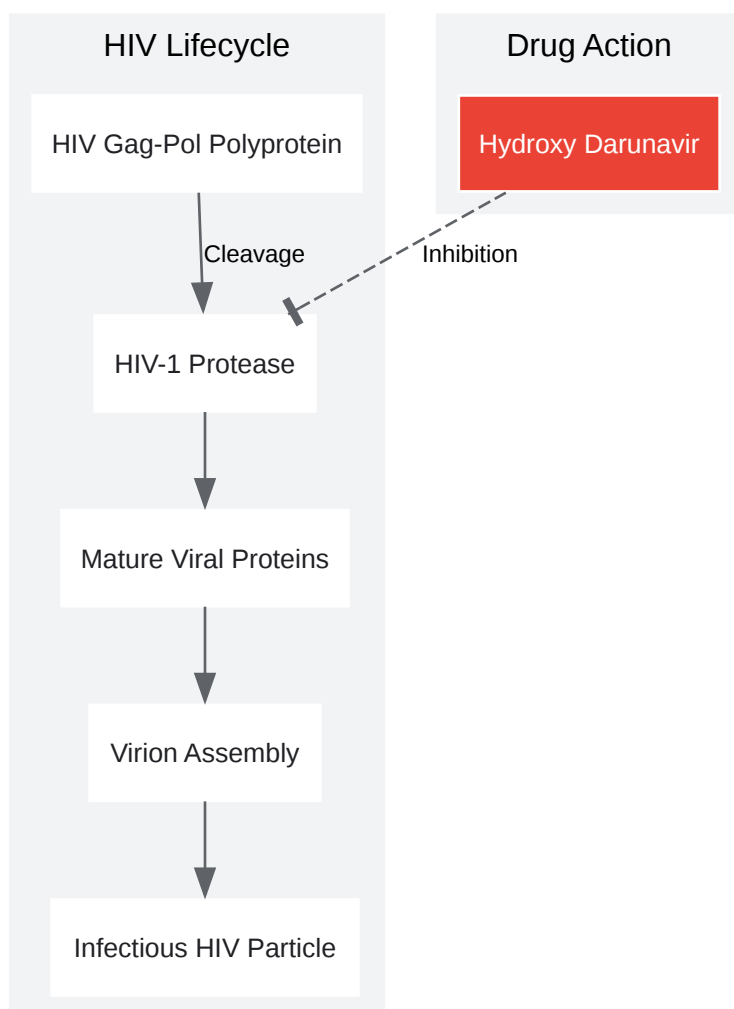 HIV Lifecycle
HIV Gag-Pol Polyprotein
Cleavage
HIV-1 Protease
Mature Viral Proteins
Virion Assembly
Infectious HIV Particle
Drug Action
Hydroxy Darunavir
Inhibition